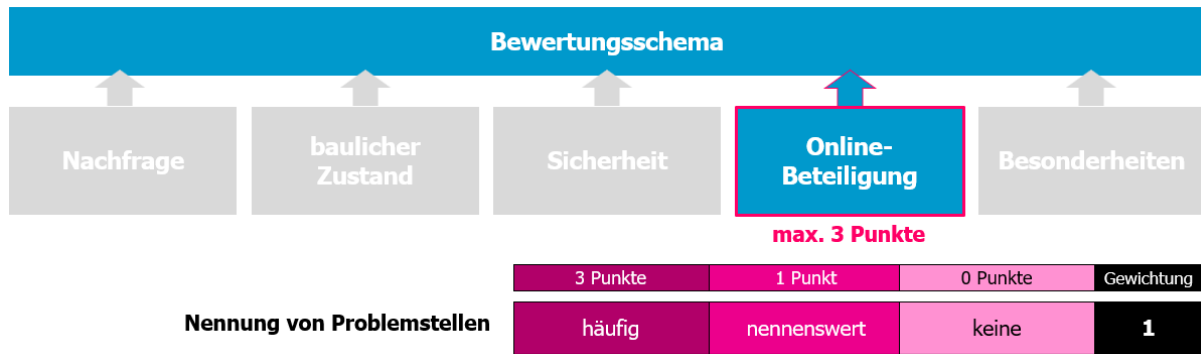 Bewertungsschema
Nachfrage
baulicher
Zustand
Sicherheit
Online-
Beteiligung
Besonderheiten
max. 3 Punkte
3 Punkte 1 Punkt 0 Punkte Gewichtung
Nennung von Problemstellen häufig nennenswert keine 1